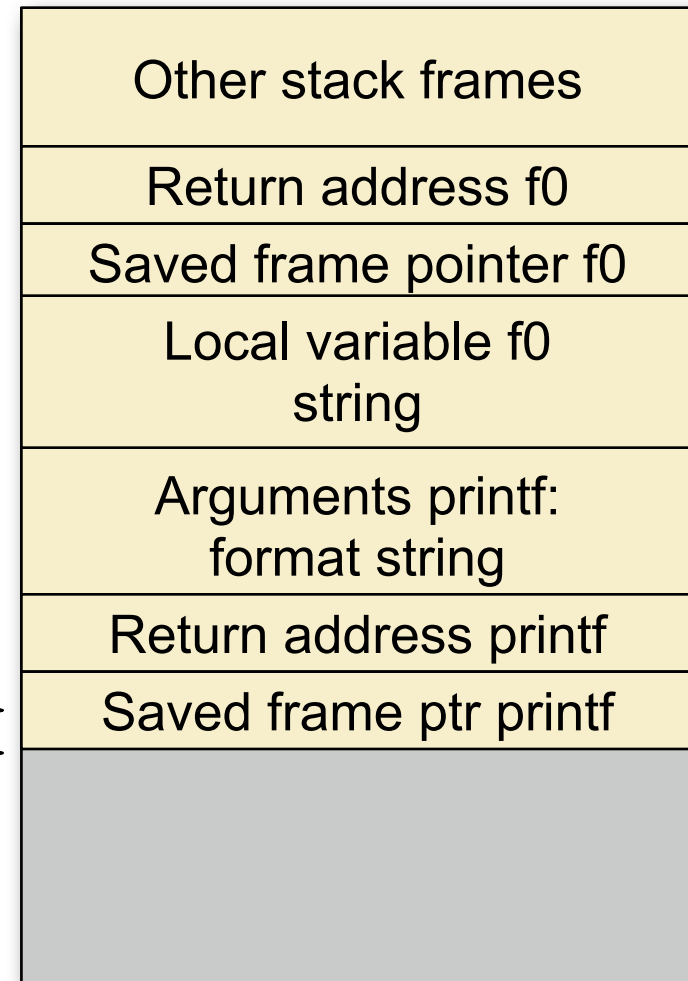 Other stack frames
Return address f0
Saved frame pointer f0
Local variable f0
string
Arguments printf:
format string
Return address printf
Saved frame ptr printf